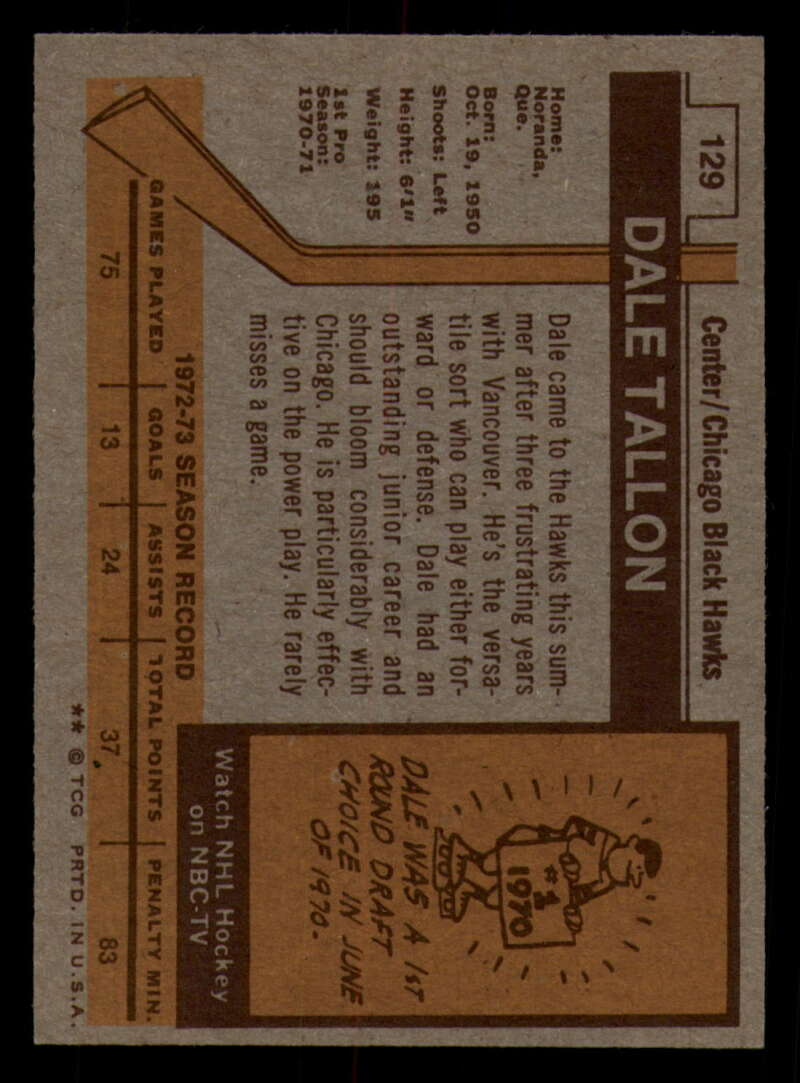 129
Center/Chicago Black Hawks
DALE TALLON
Home:
Noranda,
Que.
Born:
Oct. 19, 1950
Shoots: Left
Height: 6'1"
Weight: 195
1st Pro
Season:
1970-71
Dale came to the Hawks this sum-
mer after three frustrating years
with Vancouver. He's the versa-
tile sort who can play either for-
ward or defense. Dale had an
outstanding junior career and
should bloom considerably with
Chicago. He is particularly effec-
tive on the power play. He rarely
misses a game.
#1
1970
DALE WAS A 1ST
ROUND DRAFT
CHOICE IN JUNE
OF 1970.
Watch NHL Hockey
on NBC-TV
1972-73 SEASON RECORD
GAMES PLAYED GOALS ASSISTS TOTAL POINTS PENALTY MIN.
75 13 24 37 83
** © TCG PRTD. IN U.S.A.